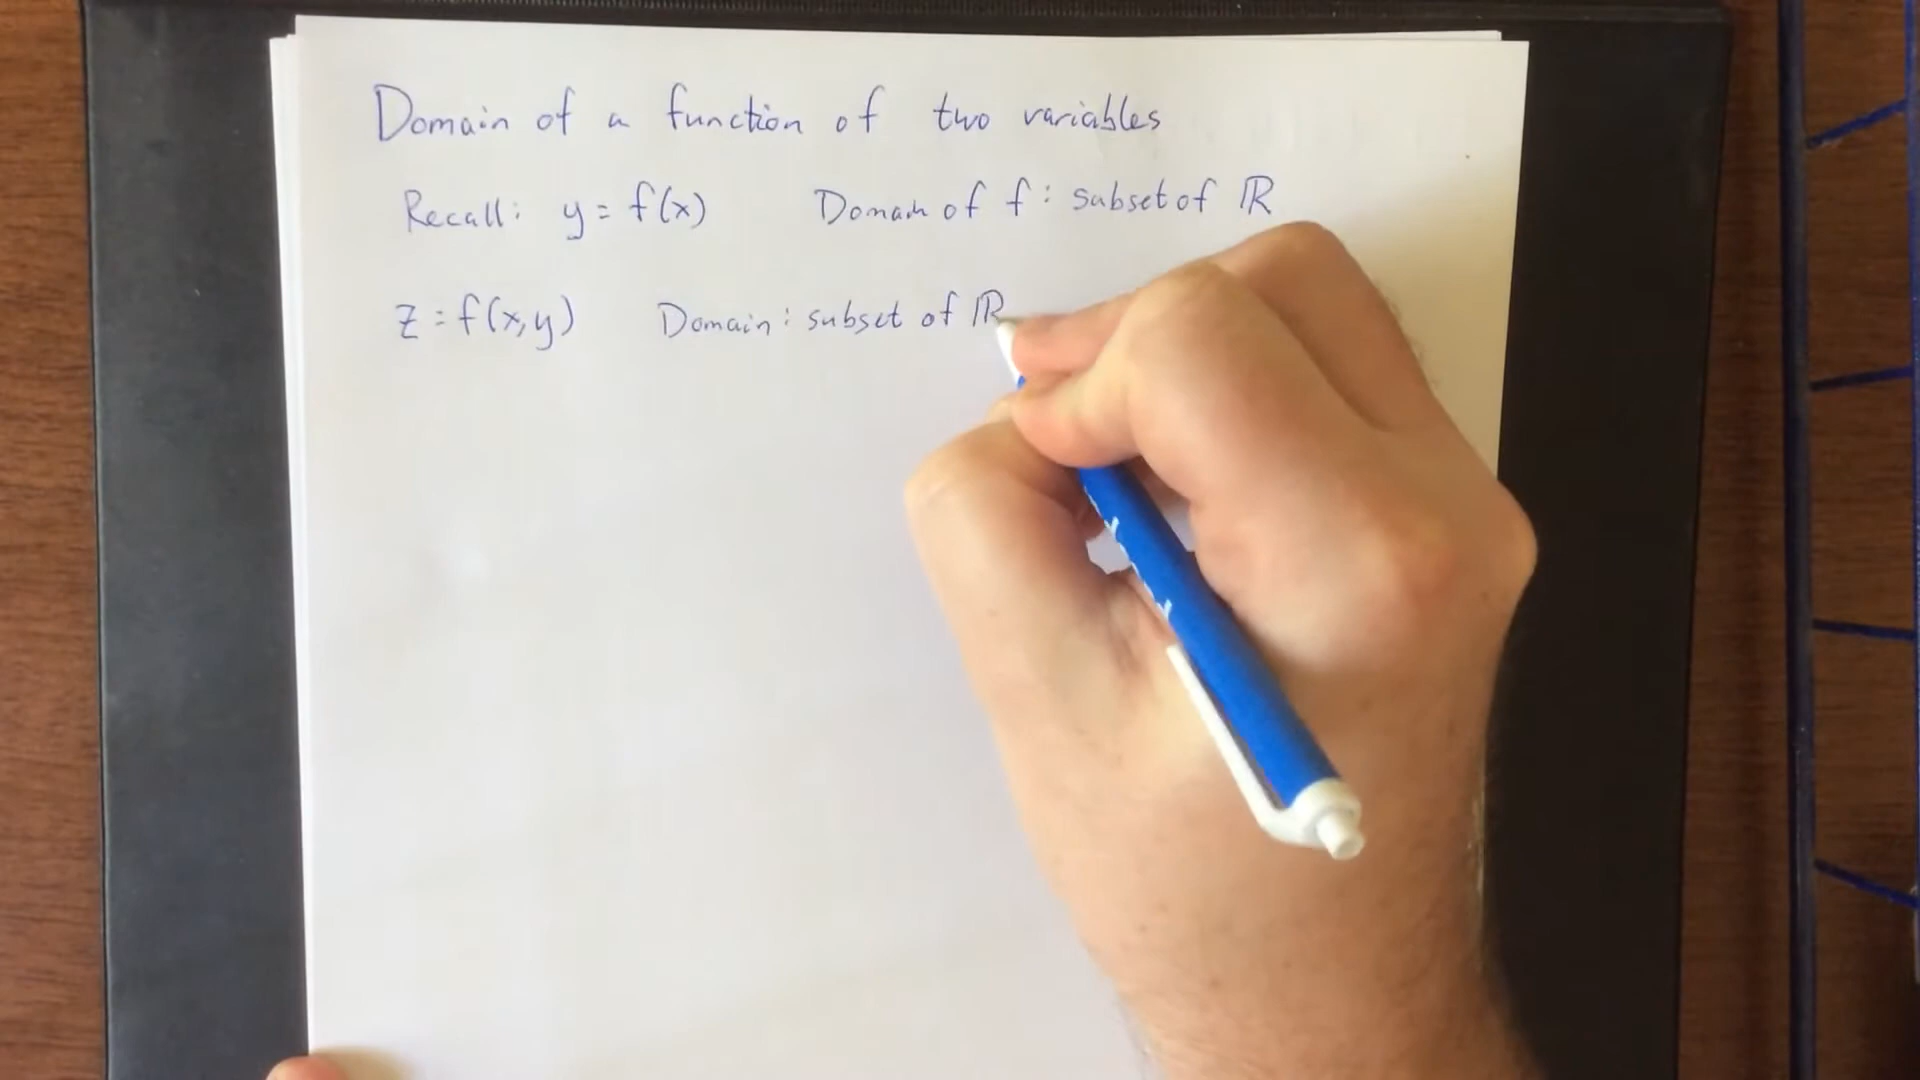 Domain of a function of two variables
Recall: y = f(x) Domain of f: subset of ℝ
z = f(x,y) Domain: subset of ℝ